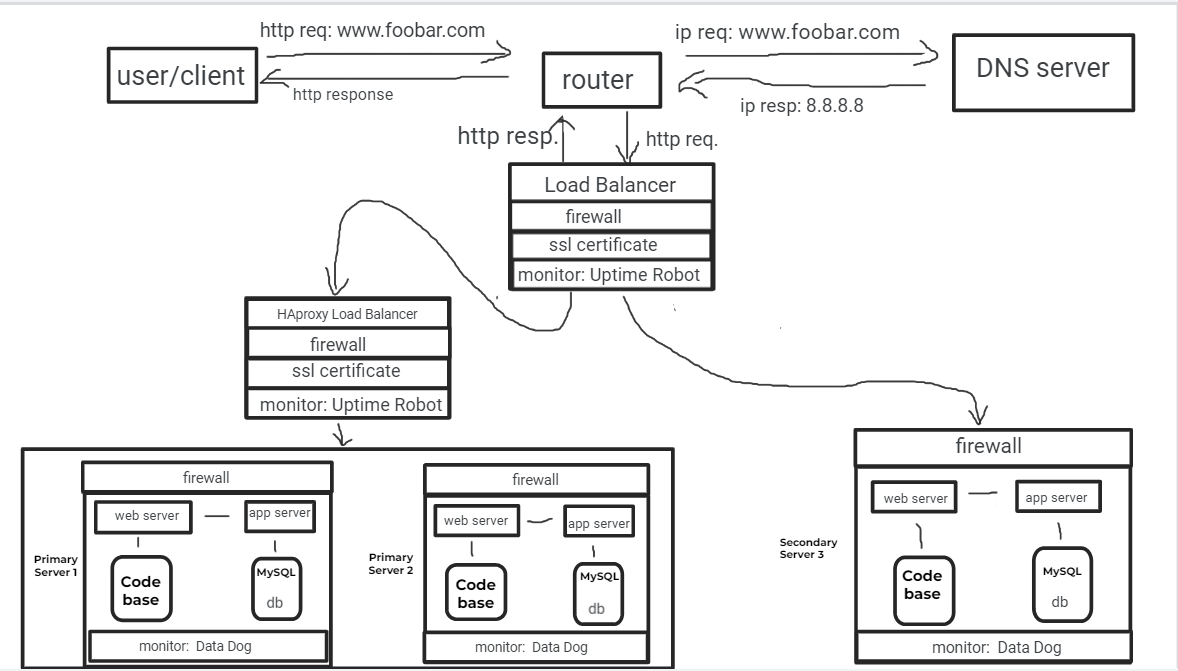 http req: www.foobar.com
ip req: www.foobar.com
user/client
router
DNS server
http response
ip resp: 8.8.8.8
http resp.
http req.
Load Balancer
firewall
ssl certificate
monitor: Uptime Robot
HAproxy Load Balancer
firewall
ssl certificate
monitor: Uptime Robot
Primary
Server 1
firewall
web server
app server
Code
base
MySQL
db
monitor: Data Dog
Primary
Server 2
firewall
web server
app server
Code
base
MySQL
db
monitor: Data Dog
Secondary
Server 3
firewall
web server
app server
Code
base
MySQL
db
monitor: Data Dog